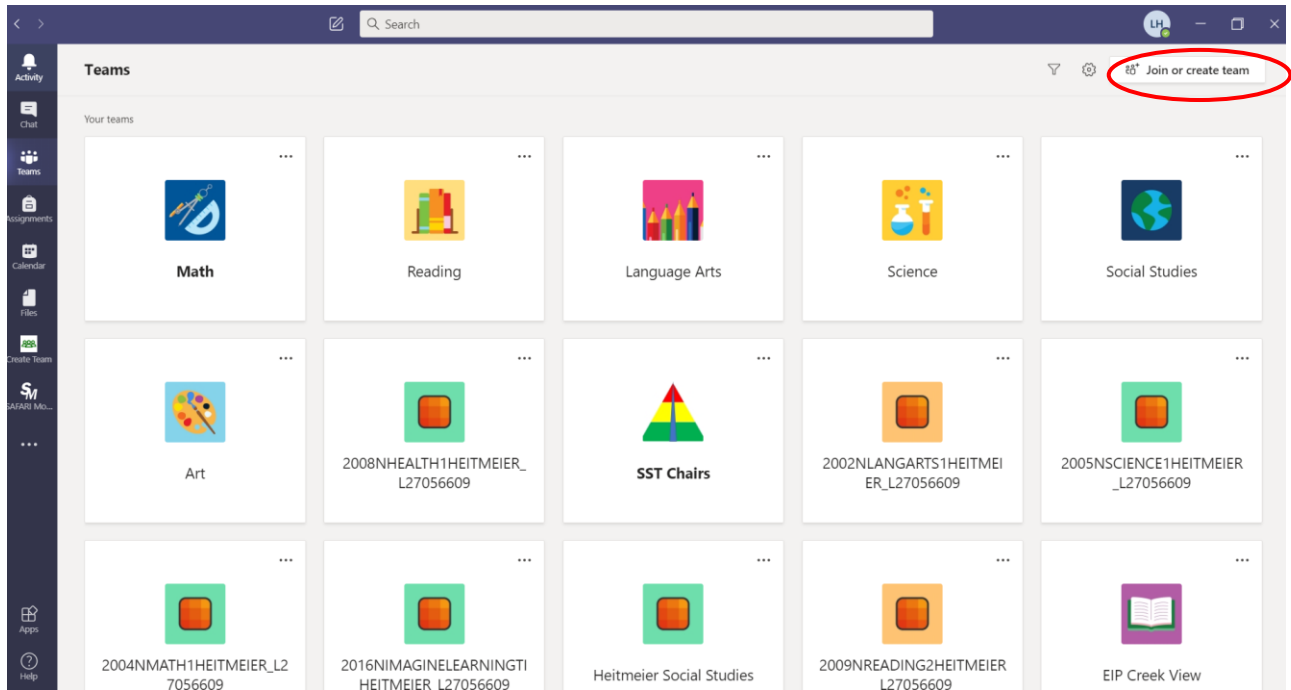 Search
LH
Activity
Teams
Join or create team
Chat
Your teams
Teams
Assignments
Calendar
Files
Create Team
SM
SAFARI Mo...
Apps
Help
Math
Reading
Language Arts
Science
Social Studies
Art
2008NHEALTH1HEITMEIER_
L27056609
SST Chairs
2002NLANGARTS1HEITMEI
ER_L27056609
2005NSCIENCE1HEITMEIER
_L27056609
2004NMATH1HEITMEIER_L2
7056609
2016NIMAGINELEARNINGTI
HEITMEIER_L27056609
Heitmeier Social Studies
2009NREADING2HEITMEIER
L27056609
EIP Creek View